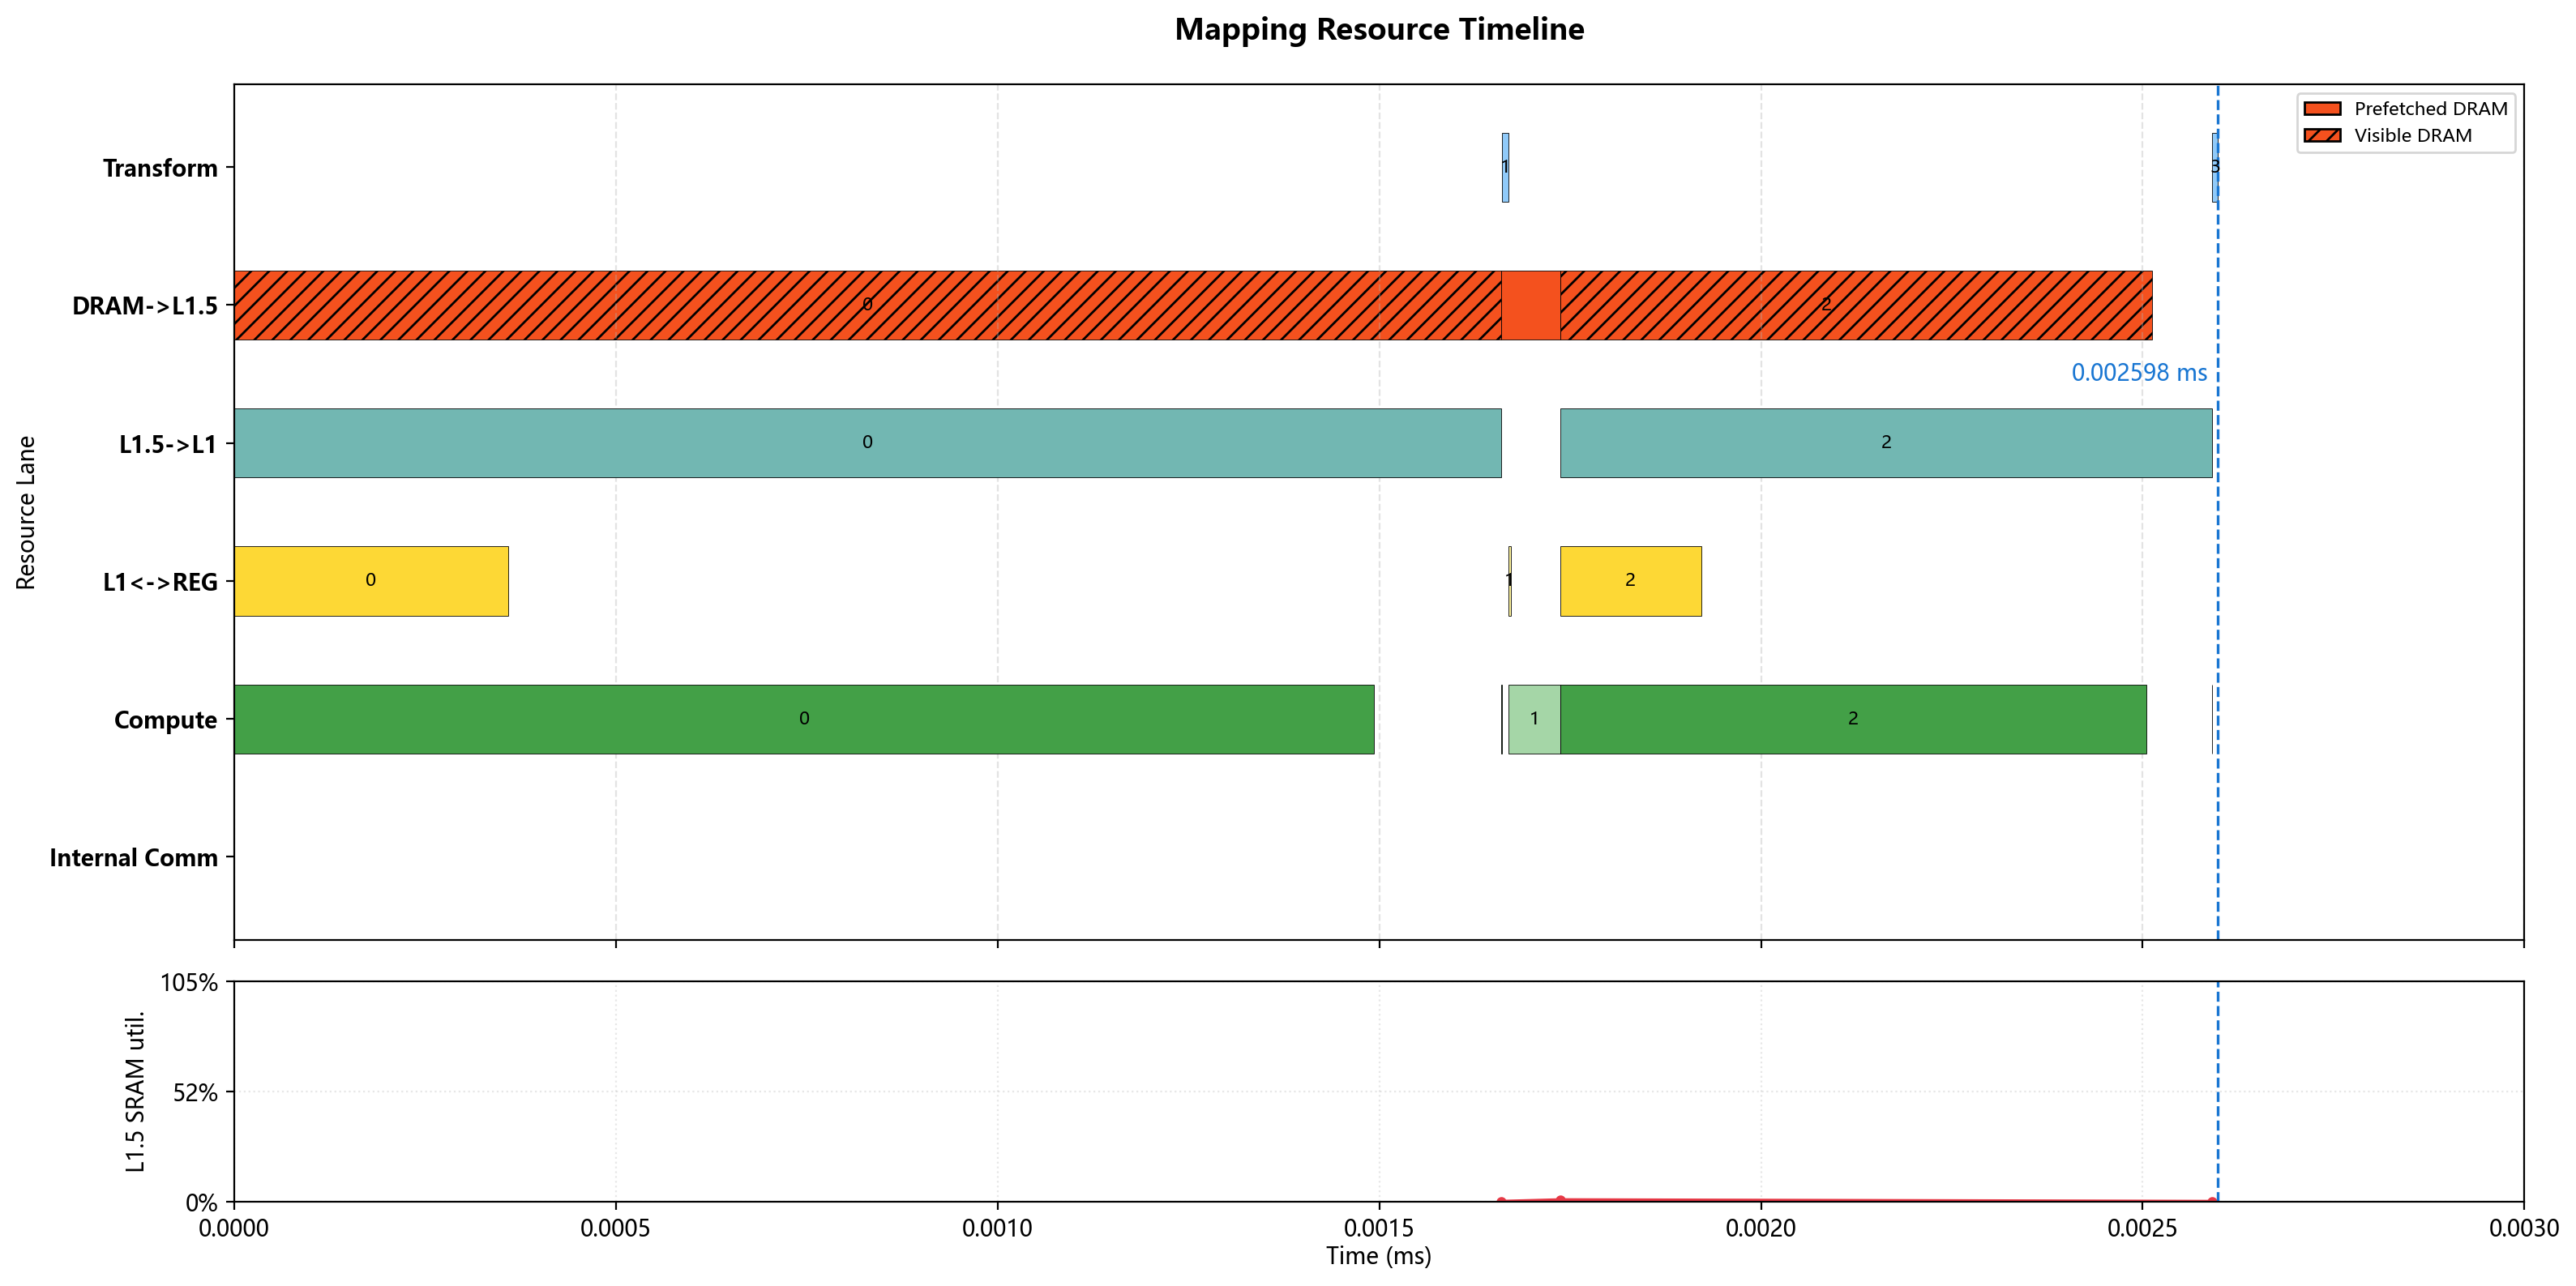 Mapping Resource Timeline
Prefetched DRAM
Visible DRAM
Resource Lane
Transform
1
3
DRAM->L1.5
0
2
0.002598 ms
L1.5->L1
0
2
L1<->REG
0
1
2
Compute
0
1
2
Internal Comm
L1.5 SRAM util.
105%
52%
0%
0.0000 0.0005 0.0010 0.0015 0.0020 0.0025 0.0030
Time (ms)